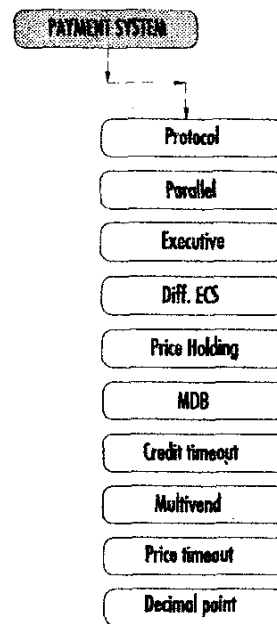 PAYMENT SYSTEM
Protocol
Parallel
Executive
Diff. ECS
Price Holding
MDB
Credit timeout
Multivend
Price timeout
Decimal point